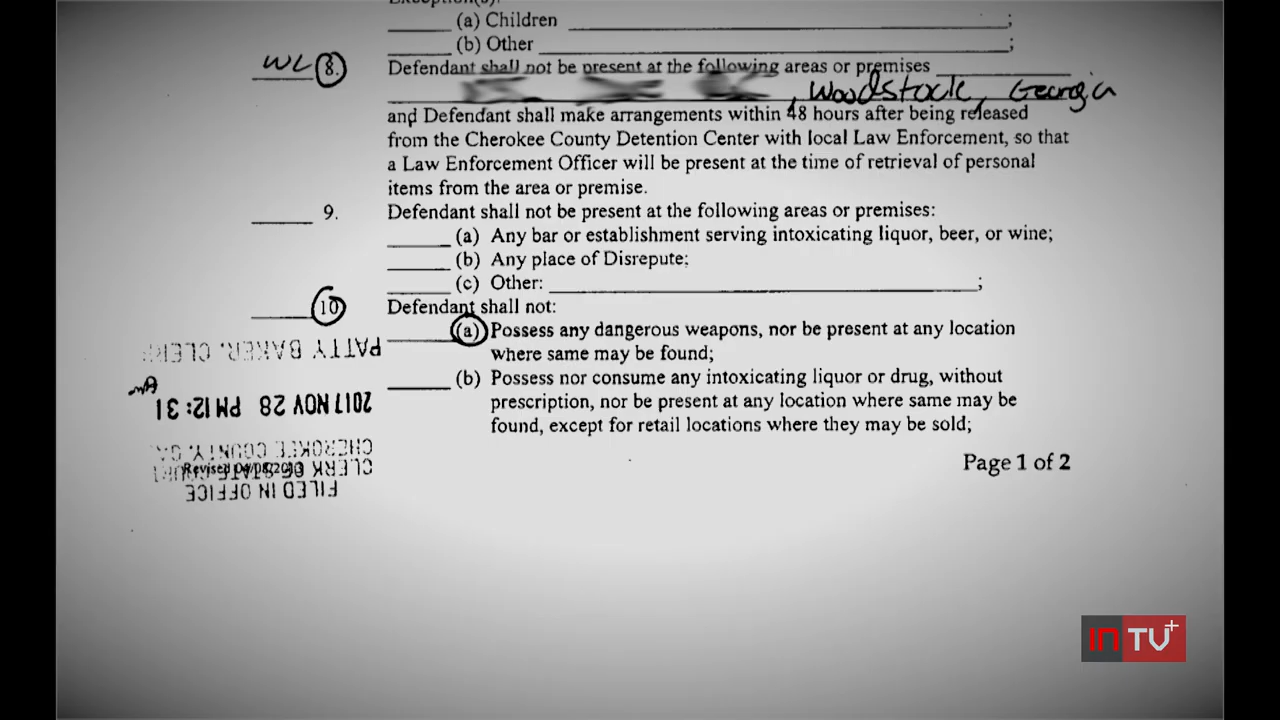 Exception(s):
(a) Children ;
(b) Other ;
WL 8. Defendant shall not be present at the following areas or premises
, Woodstock, Georgia
and Defendant shall make arrangements within 48 hours after being released
from the Cherokee County Detention Center with local Law Enforcement, so that
a Law Enforcement Officer will be present at the time of retrieval of personal
items from the area or premise.
9. Defendant shall not be present at the following areas or premises:
(a) Any bar or establishment serving intoxicating liquor, beer, or wine;
(b) Any place of Disrepute;
(c) Other: ;
10 Defendant shall not:
(a) Possess any dangerous weapons, nor be present at any location
where same may be found;
(b) Possess nor consume any intoxicating liquor or drug, without
prescription, nor be present at any location where same may be
found, except for retail locations where they may be sold;
Page 1 of 2
Revised 04/08/2013
FILED IN OFFICE
CLERK OF STATE COURT
CHEROKEE COUNTY, GA.
2017 NOV 28 PM 12:31
PATTY BAKER, CLERK
INTV+